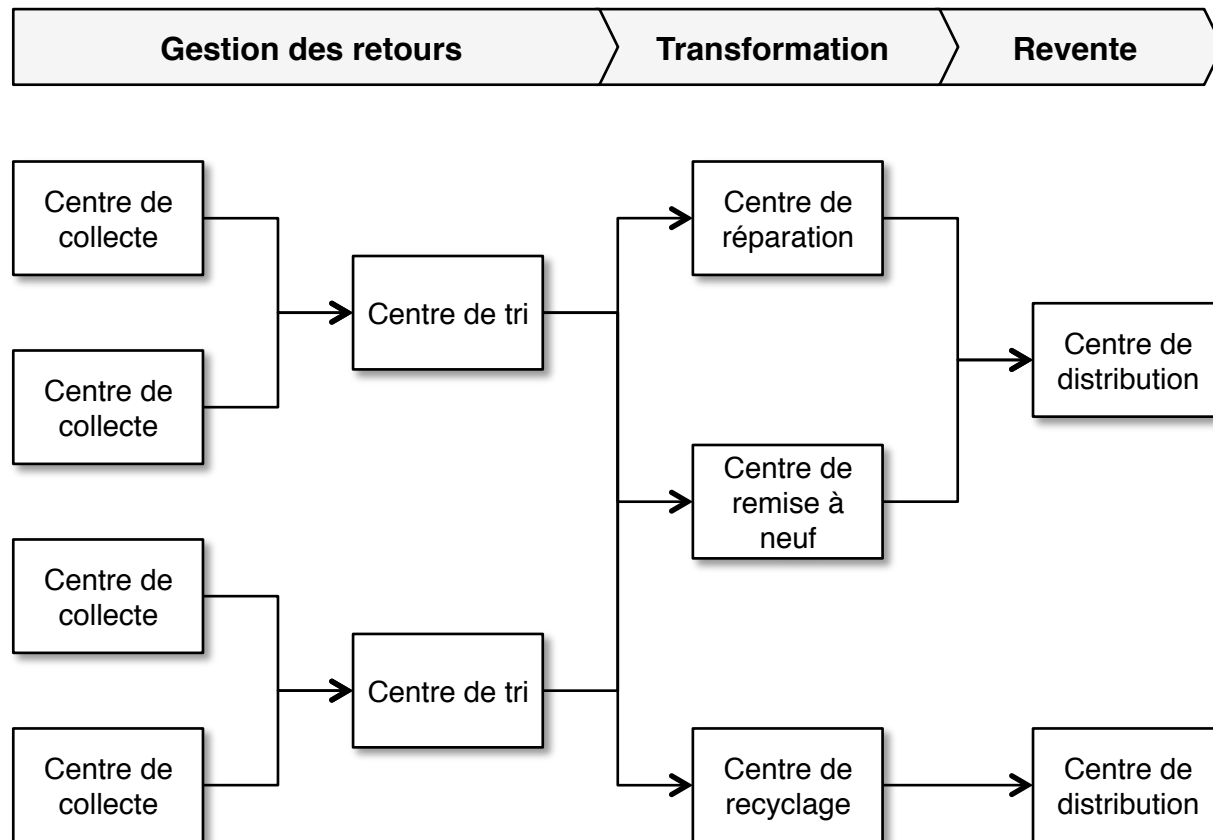 Gestion des retours
Transformation
Revente
Centre de
collecte
Centre de
réparation
Centre de tri
Centre de
distribution
Centre de
collecte
Centre de
remise à
neuf
Centre de
collecte
Centre de tri
Centre de
collecte
Centre de
recyclage
Centre de
distribution